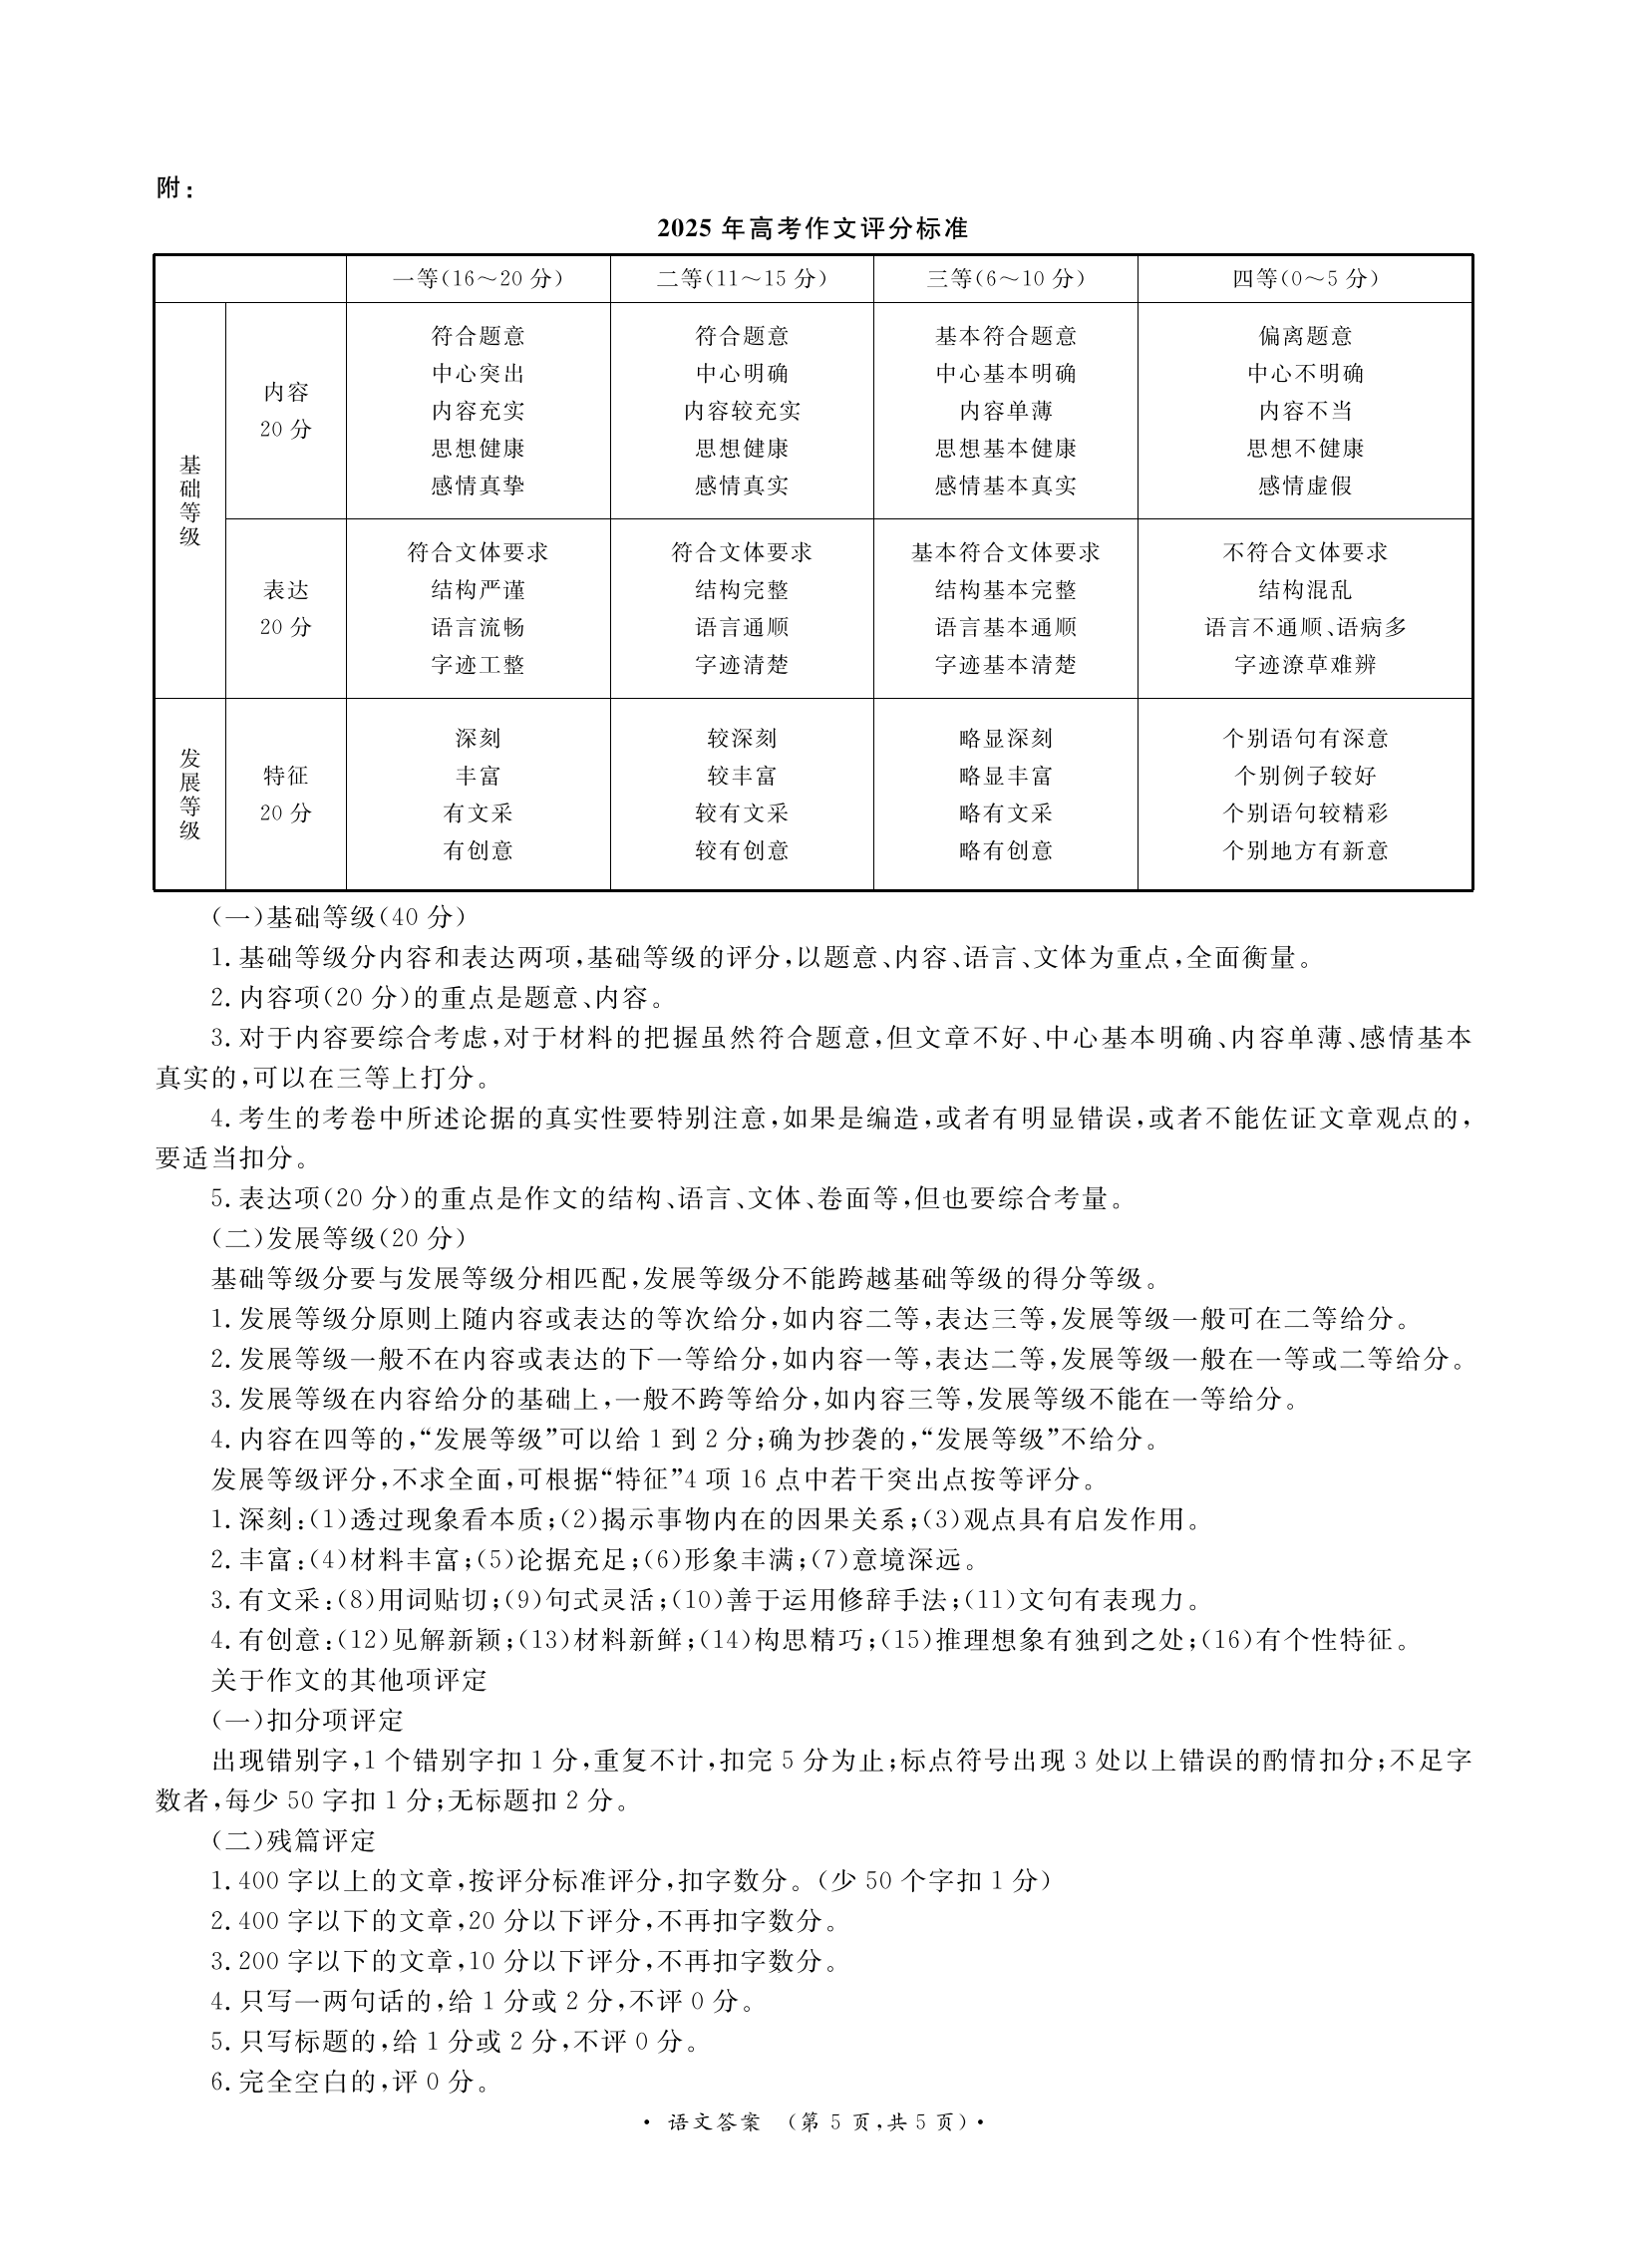 附:
2025 年高考作文评分标准
一等(16～20 分) 二等(11～15 分) 三等(6～10 分) 四等(0～5 分)
基础等级
内容
20 分
符合题意 符合题意 基本符合题意 偏离题意
中心突出 中心明确 中心基本明确 中心不明确
内容充实 内容较充实 内容单薄 内容不当
思想健康 思想健康 思想基本健康 思想不健康
感情真挚 感情真实 感情基本真实 感情虚假
表达
20 分
符合文体要求 符合文体要求 基本符合文体要求 不符合文体要求
结构严谨 结构完整 结构基本完整 结构混乱
语言流畅 语言通顺 语言基本通顺 语言不通顺、语病多
字迹工整 字迹清楚 字迹基本清楚 字迹潦草难辨
发展等级
特征
20 分
深刻 较深刻 略显深刻 个别语句有深意
丰富 较丰富 略显丰富 个别例子较好
有文采 较有文采 略有文采 个别语句较精彩
有创意 较有创意 略有创意 个别地方有新意
(一)基础等级(40 分)
1. 基础等级分内容和表达两项,基础等级的评分,以题意、内容、语言、文体为重点,全面衡量。
2. 内容项(20 分)的重点是题意、内容。
3. 对于内容要综合考虑,对于材料的把握虽然符合题意,但文章不好、中心基本明确、内容单薄、感情基本
真实的,可以在三等上打分。
4. 考生的考卷中所述论据的真实性要特别注意,如果是编造,或者有明显错误,或者不能佐证文章观点的,
要适当扣分。
5. 表达项(20 分)的重点是作文的结构、语言、文体、卷面等,但也要综合考量。
(二)发展等级(20 分)
基础等级分要与发展等级分相匹配,发展等级分不能跨越基础等级的得分等级。
1. 发展等级分原则上随内容或表达的等次给分,如内容二等,表达三等,发展等级一般可在二等给分。
2. 发展等级一般不在内容或表达的下一等给分,如内容一等,表达二等,发展等级一般在一等或二等给分。
3. 发展等级在内容给分的基础上,一般不跨等给分,如内容三等,发展等级不能在一等给分。
4. 内容在四等的,“发展等级”可以给 1 到 2 分;确为抄袭的,“发展等级”不给分。
发展等级评分,不求全面,可根据“特征”4 项 16 点中若干突出点按等评分。
1. 深刻:(1)透过现象看本质;(2)揭示事物内在的因果关系;(3)观点具有启发作用。
2. 丰富:(4)材料丰富;(5)论据充足;(6)形象丰满;(7)意境深远。
3. 有文采:(8)用词贴切;(9)句式灵活;(10)善于运用修辞手法;(11)文句有表现力。
4. 有创意:(12)见解新颖;(13)材料新鲜;(14)构思精巧;(15)推理想象有独到之处;(16)有个性特征。
关于作文的其他项评定
(一)扣分项评定
出现错别字,1 个错别字扣 1 分,重复不计,扣完 5 分为止;标点符号出现 3 处以上错误的酌情扣分;不足字
数者,每少 50 字扣 1 分;无标题扣 2 分。
(二)残篇评定
1. 400 字以上的文章,按评分标准评分,扣字数分。(少 50 个字扣 1 分)
2. 400 字以下的文章,20 分以下评分,不再扣字数分。
3. 200 字以下的文章,10 分以下评分,不再扣字数分。
4. 只写一两句话的,给 1 分或 2 分,不评 0 分。
5. 只写标题的,给 1 分或 2 分,不评 0 分。
6. 完全空白的,评 0 分。
• 语文答案 (第 5 页,共 5 页) •